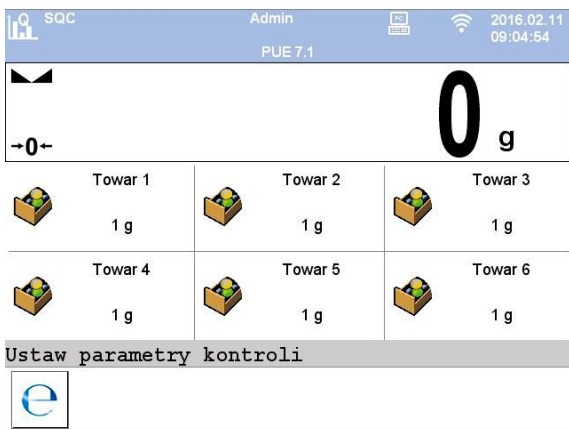 SQC Admin 2016.02.11
09:04:54
PUE 7.1
0 g
→0←
Towar 1 Towar 2 Towar 3
1 g 1 g 1 g
Towar 4 Towar 5 Towar 6
1 g 1 g 1 g
Ustaw parametry kontroli